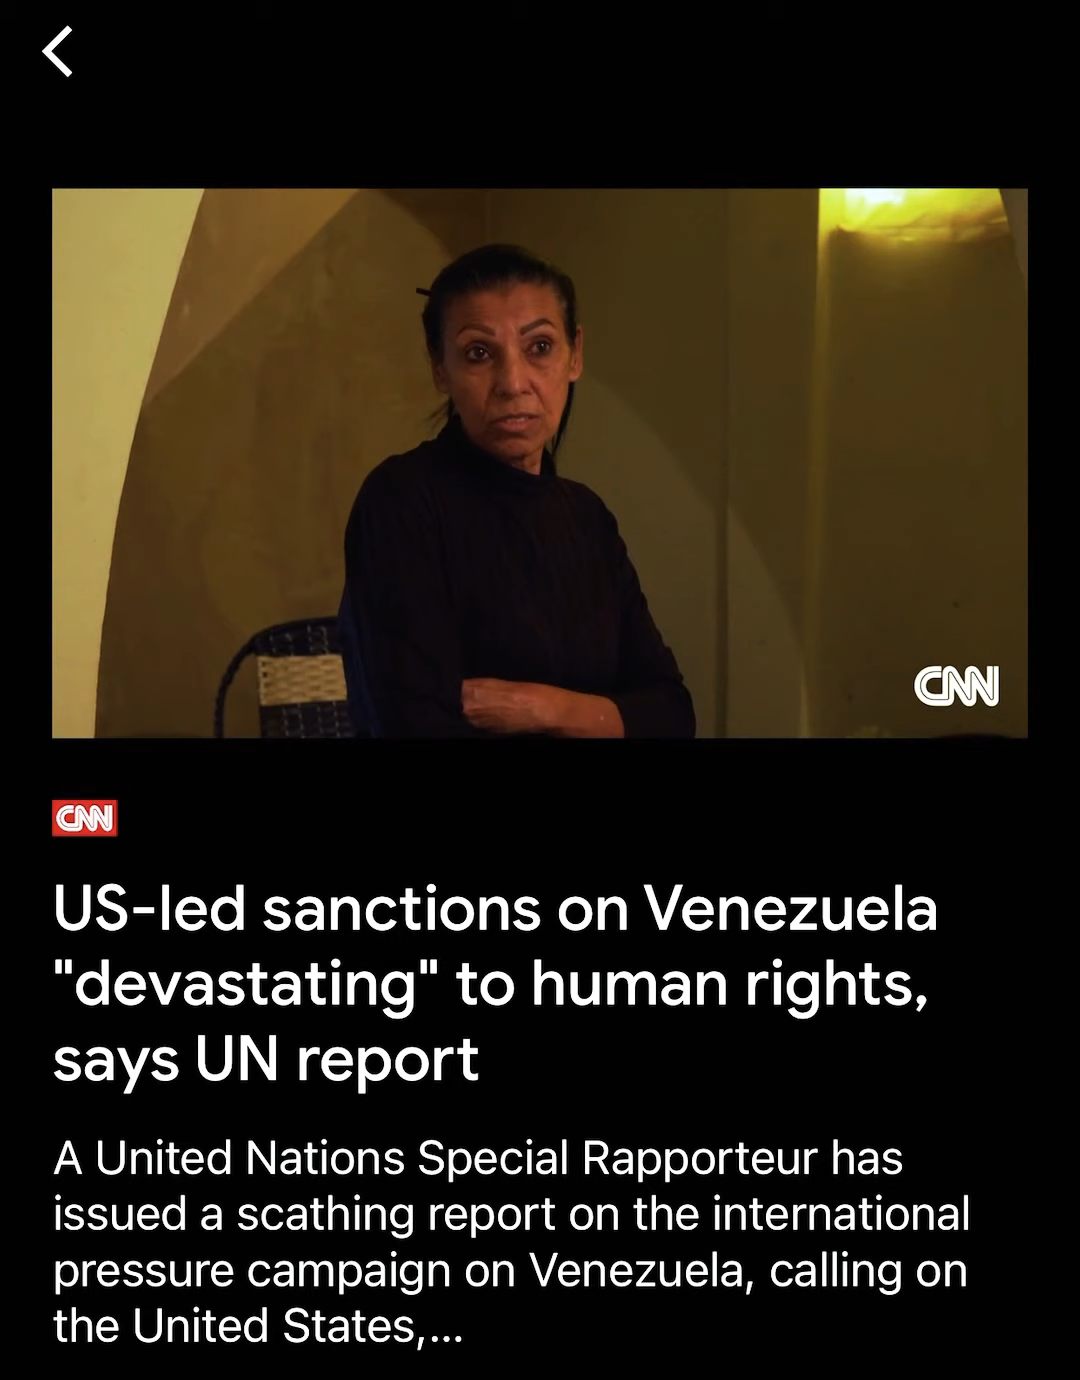 CNN
CNN
US-led sanctions on Venezuela
"devastating" to human rights,
says UN report
A United Nations Special Rapporteur has
issued a scathing report on the international
pressure campaign on Venezuela, calling on
the United States,...